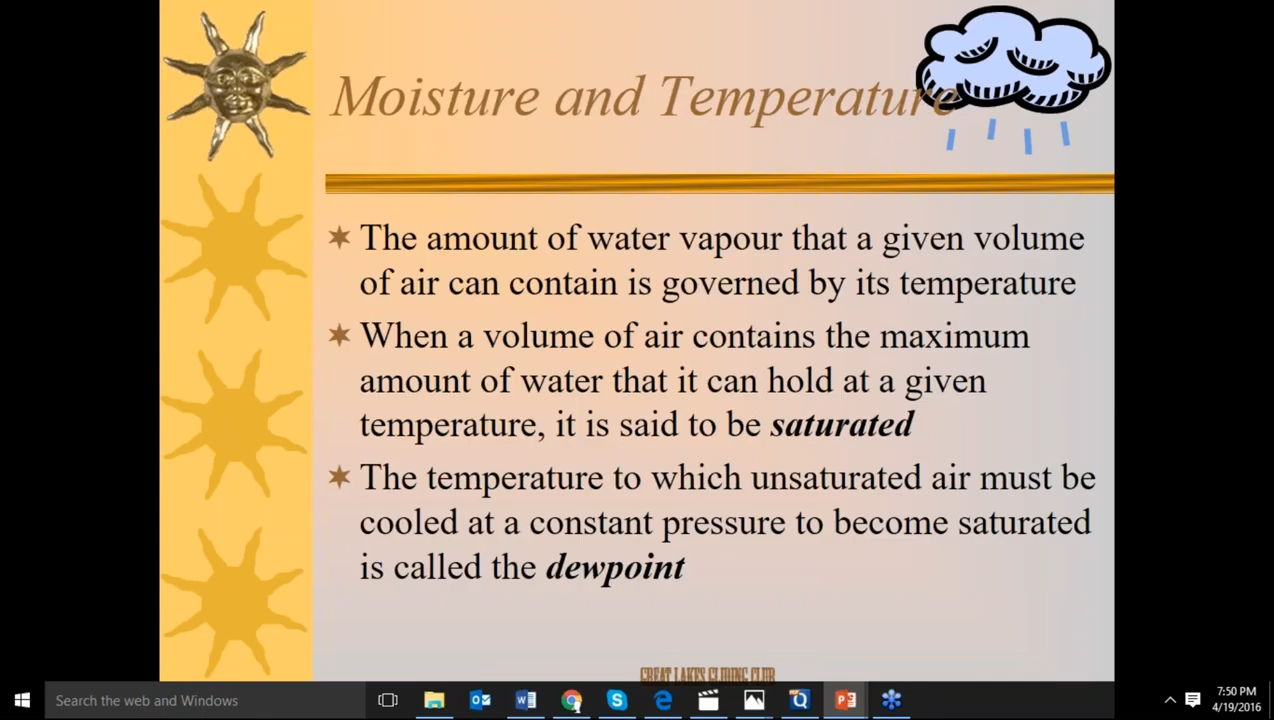 Moisture and Temperature
The amount of water vapour that a given volume
of air can contain is governed by its temperature
When a volume of air contains the maximum
amount of water that it can hold at a given
temperature, it is said to be saturated
The temperature to which unsaturated air must be
cooled at a constant pressure to become saturated
is called the dewpoint
GREAT LAKES GLIDING CLUB
Search the web and Windows
7:50 PM
4/19/2016